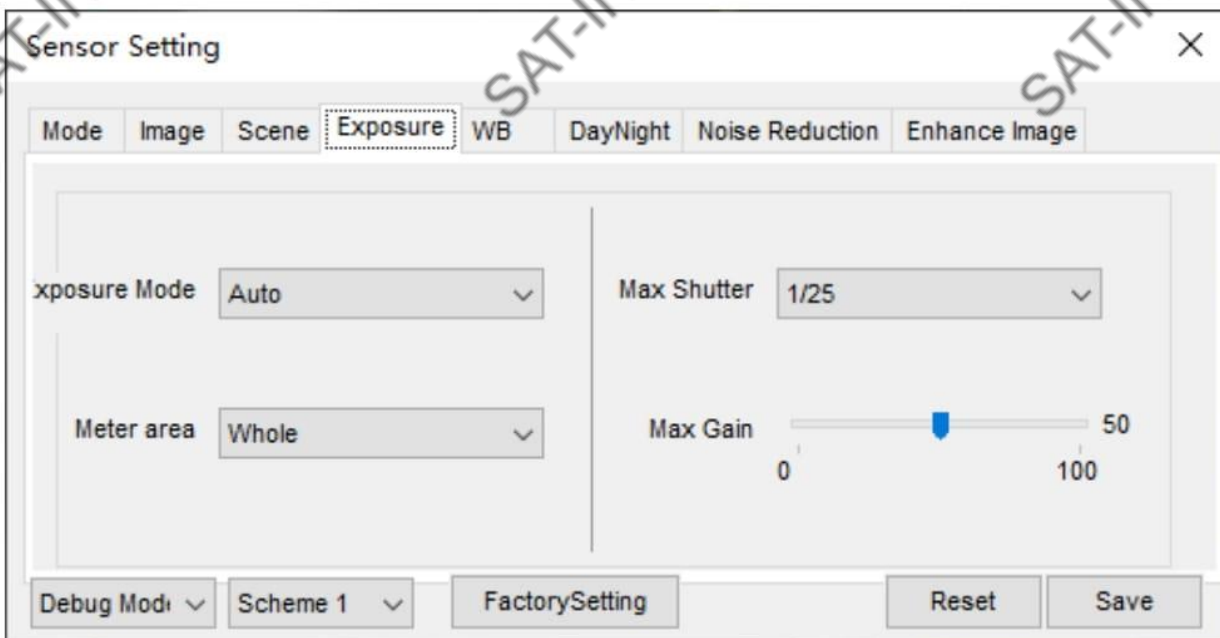 Sensor Setting
Mode Image Scene Exposure WB DayNight Noise Reduction Enhance Image
xposure Mode Auto Max Shutter 1/25
Meter area Whole Max Gain 50
0 100
Debug Mod Scheme 1 FactorySetting Reset Save